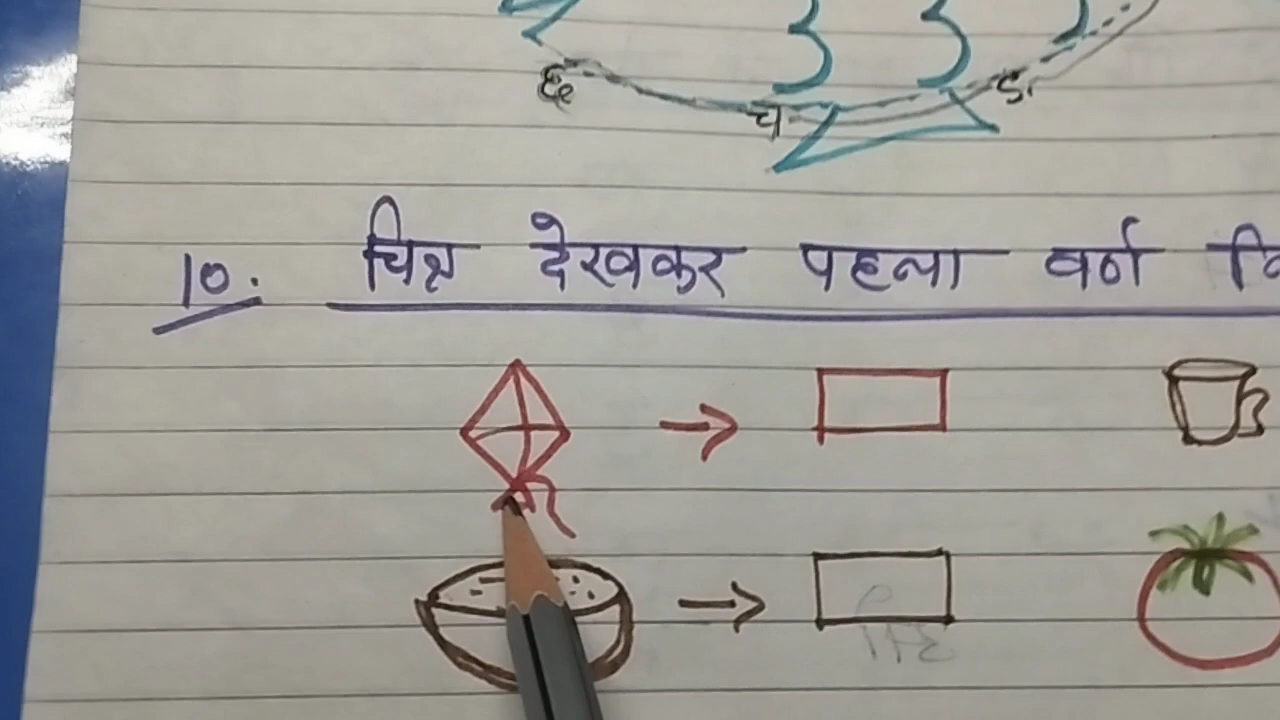 च ड.
10. चित्र देखकर पहला वर्ण